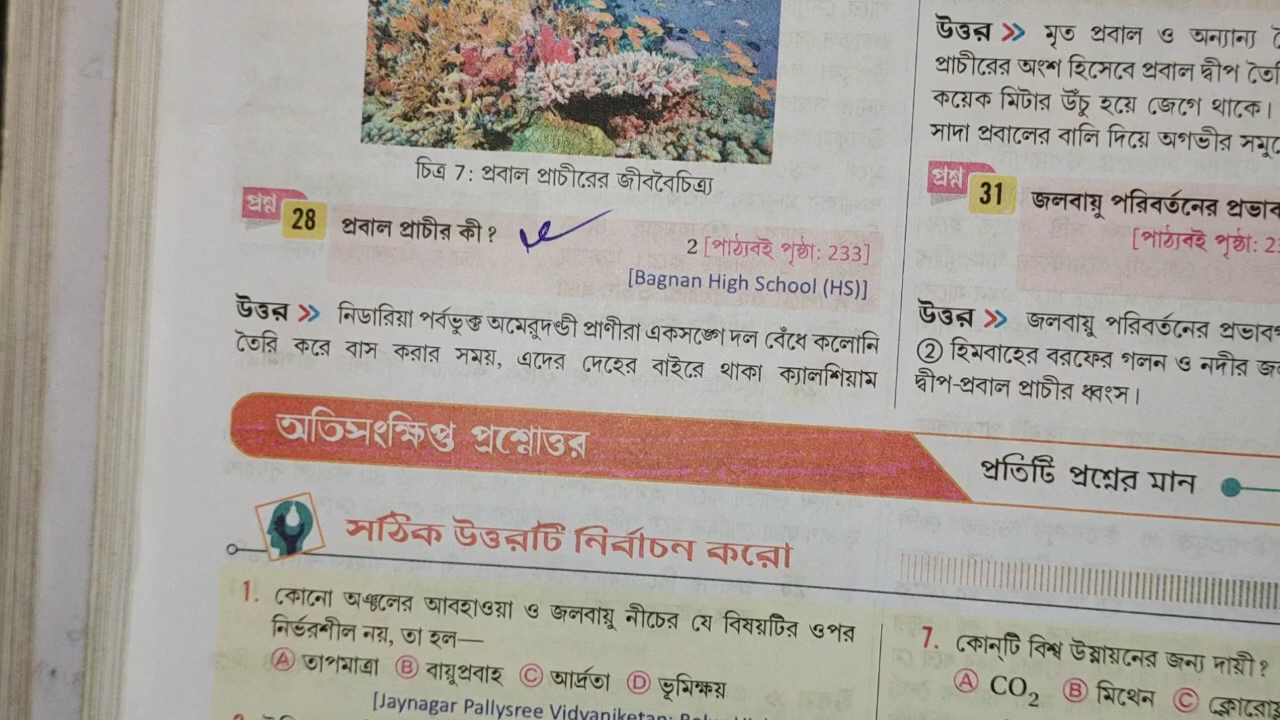 চিত্র 7: প্রবাল প্রাচীরের জীববৈচিত্র্য
প্রশ্ন 28 প্রবাল প্রাচীর কী?
2 [পাঠ্যবই পৃষ্ঠা: 233]
[Bagnan High School (HS)]
উত্তর » নিডারিয়া পর্বভুক্ত অমেরুদণ্ডী প্রাণীরা একসঙ্গে দল বেঁধে কলোনি
তৈরি করে বাস করার সময়, এদের দেহের বাইরে থাকা ক্যালশিয়াম
উত্তর » মৃত প্রবাল ও অন্যান্য
প্রাচীরের অংশ হিসেবে প্রবাল দ্বীপ
কয়েক মিটার উঁচু হয়ে জেগে থাকে।
সাদা প্রবালের বালি দিয়ে অগভীর
প্রশ্ন 31 জলবায়ু পরিবর্তনের
[পাঠ্যবই পৃষ্ঠা:
উত্তর » জলবায়ু পরিবর্তনের
② হিমবাহের বরফের গলন ও নদীর
দ্বীপ-প্রবাল প্রাচীর ধ্বংস।
অতিসংক্ষিপ্ত প্রশ্নোত্তর
প্রতিটি প্রশ্নের মান
সঠিক উত্তরটি নির্বাচন করো
1. কোনো অঞ্চলের আবহাওয়া ও জলবায়ু নীচের যে বিষয়টির ওপর
নির্ভরশীল নয়, তা হল—
Ⓐ তাপমাত্রা Ⓑ বায়ুপ্রবাহ Ⓒ আর্দ্রতা Ⓓ ভূমিক্ষয়
[Jaynagar Pallysree Vidyaniketan;
7. কোন্‌টি বিশ্ব উষ্ণায়নের জন্য দায়ী?
Ⓐ CO₂ Ⓑ মিথেন Ⓒ